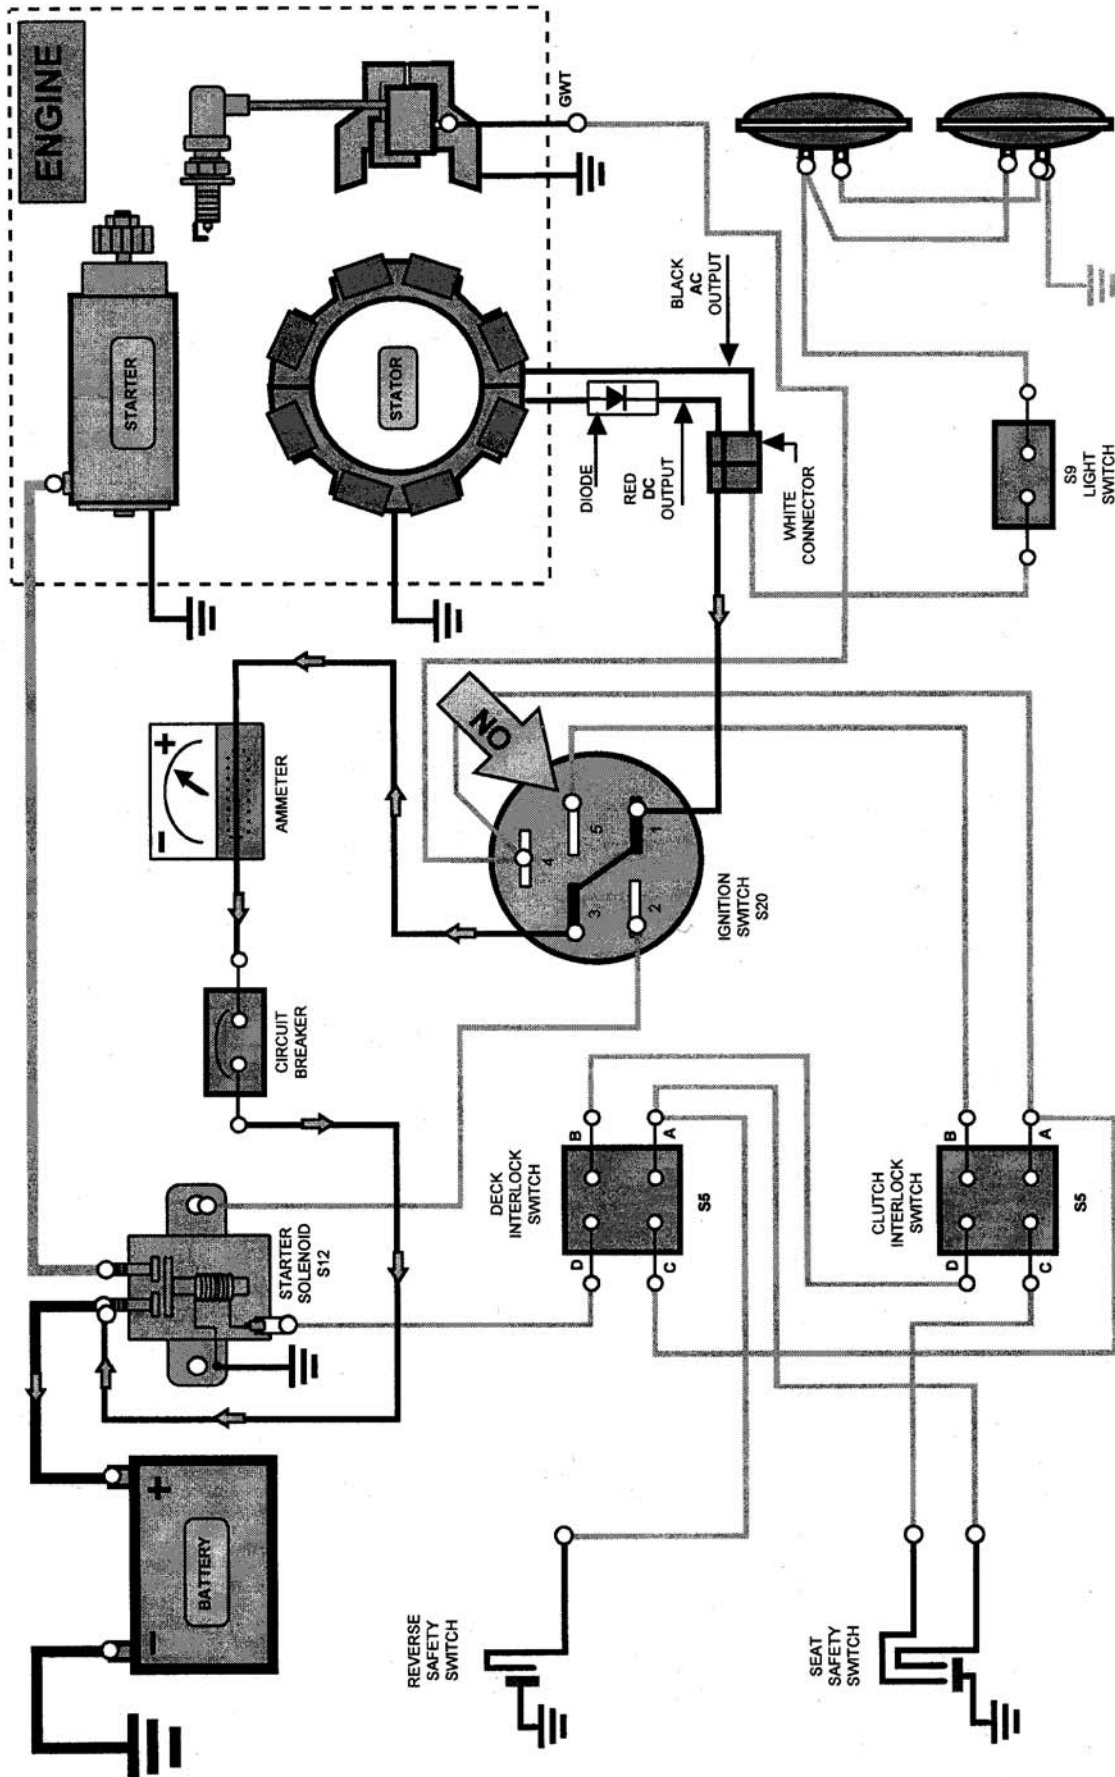 ENGINE
STARTER
STATOR
GWT
BLACK
AC
OUTPUT
DIODE
RED
DC
OUTPUT
WHITE
CONNECTOR
S9
LIGHT
SWITCH
+
−
AMMETER
ON
4
5
3
1
2
IGNITION
SWITCH
S20
CIRCUIT
BREAKER
STARTER
SOLENOID
S12
DECK
INTERLOCK
SWITCH
B
A
D
C
S5
CLUTCH
INTERLOCK
SWITCH
B
A
D
C
S5
+
BATTERY
−
REVERSE
SAFETY
SWITCH
SEAT
SAFETY
SWITCH